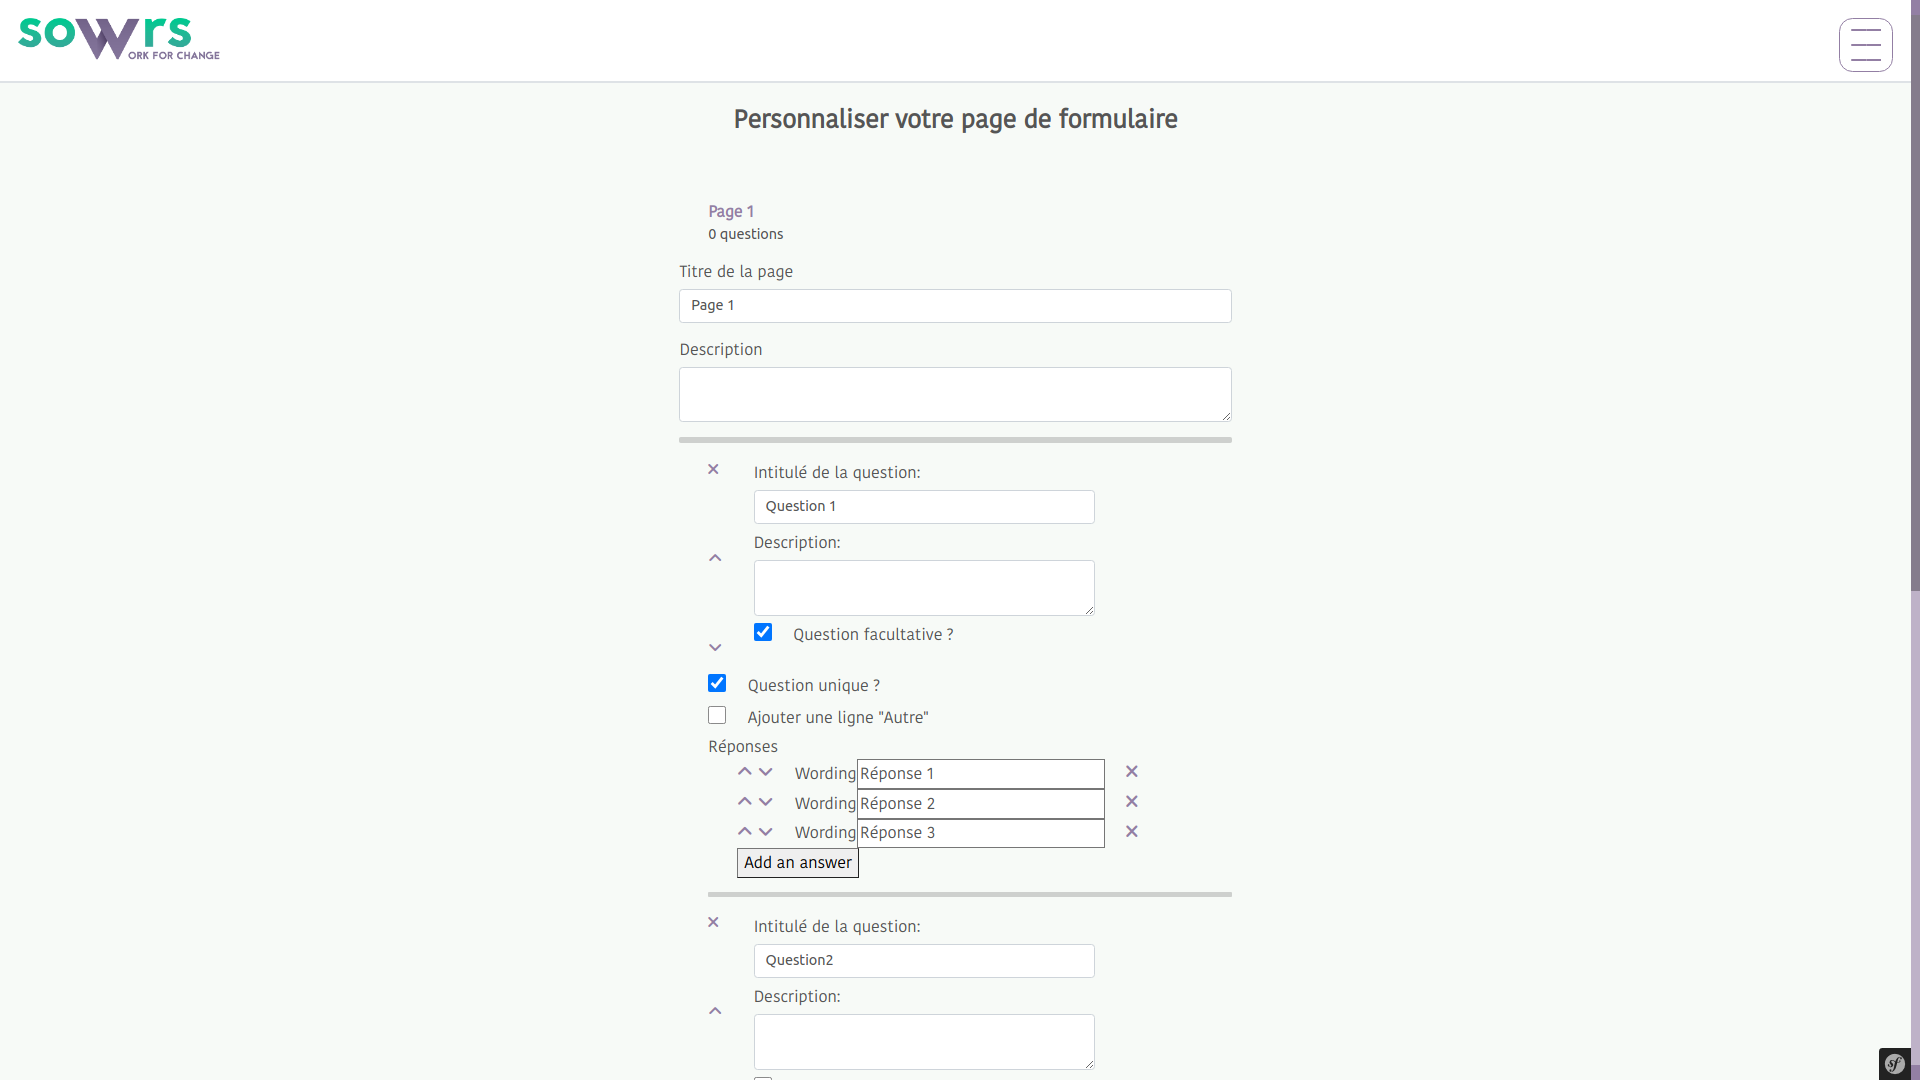 sowrs
ORK FOR CHANGE
Personnaliser votre page de formulaire
Page 1
0 questions
Titre de la page
Page 1
Description
Intitulé de la question:
Question 1
Description:
Question facultative ?
Question unique ?
Ajouter une ligne "Autre"
Réponses
Wording Réponse 1
Wording Réponse 2
Wording Réponse 3
Add an answer
Intitulé de la question:
Question2
Description:
sf